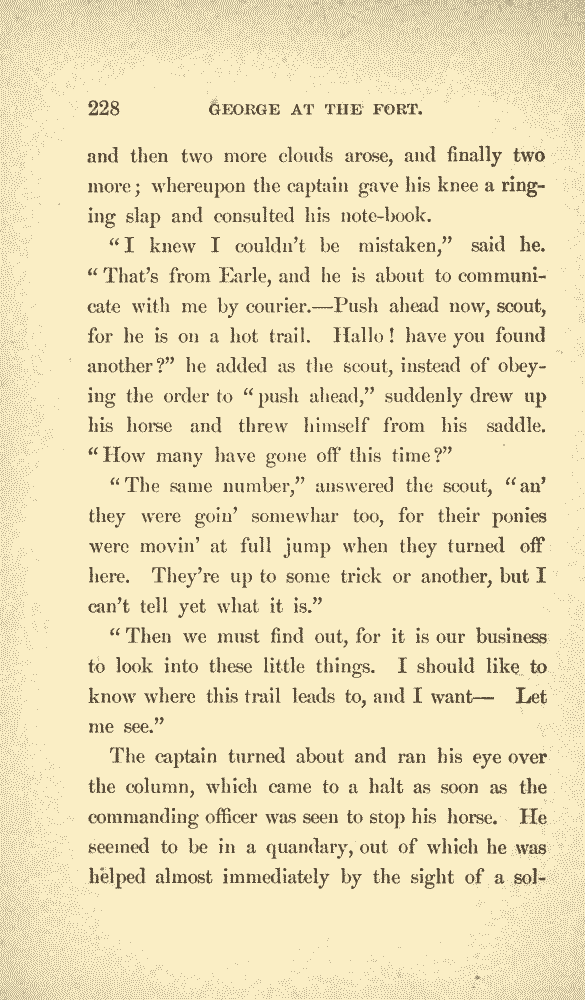 228 GEORGE AT THE FORT.
and then two more clouds arose, and finally two
more; whereupon the captain gave his knee a ring-
ing slap and consulted his note-book.
“I knew I couldn’t be mistaken,” said he.
“That’s from Earle, and he is about to communi-
cate with me by courier.—Push ahead now, scout,
for he is on a hot trail. Hallo! have you found
another?” he added as the scout, instead of obey-
ing the order to “push ahead,” suddenly drew up
his horse and threw himself from his saddle.
“How many have gone off this time?”
“The same number,” answered the scout, “an’
they were goin’ somewhar too, for their ponies
were movin’ at full jump when they turned off
here. They’re up to some trick or another, but I
can’t tell yet what it is.”
“Then we must find out, for it is our business
to look into these little things. I should like to
know where this trail leads to, and I want— Let
me see.”
The captain turned about and ran his eye over
the column, which came to a halt as soon as the
commanding officer was seen to stop his horse. He
seemed to be in a quandary, out of which he was
helped almost immediately by the sight of a sol-